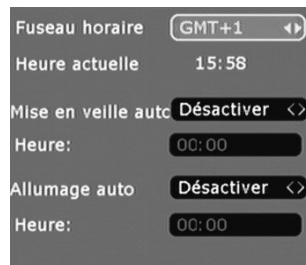 Fuseau horaire GMT+1
Heure actuelle 15:58
Mise en veille auto Désactiver
Heure: 00:00
Allumage auto Désactiver
Heure: 00:00